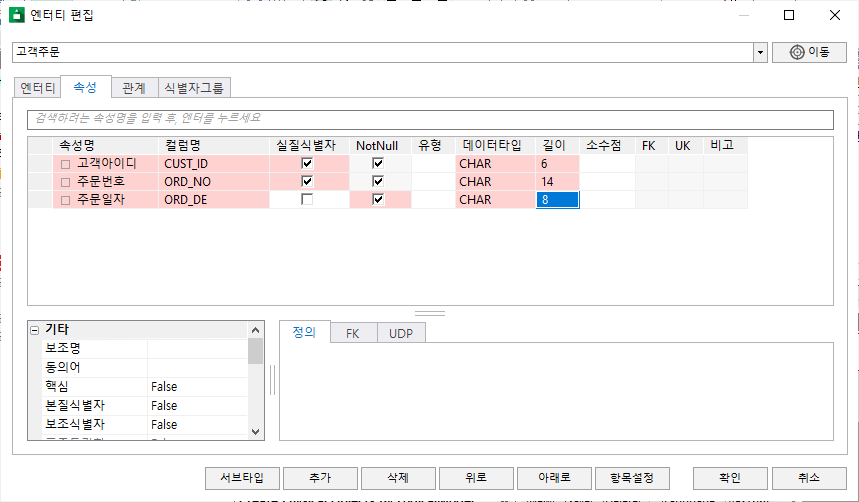 엔터티 편집
고객주문
이동
엔터티 속성 관계 식별자그룹
검색하려는 속성명을 입력 후, 엔터를 누르세요
속성명 컬럼명 실질식별자 NotNull 유형 데이터타입 길이 소수점 FK UK 비고
고객아이디 CUST_ID CHAR 6
주문번호 ORD_NO CHAR 14
주문일자 ORD_DE CHAR 8
기타
보조명
동의어
핵심 False
본질식별자 False
보조식별자 False
정의 FK UDP
서브타입 추가 삭제 위로 아래로 항목설정 확인 취소